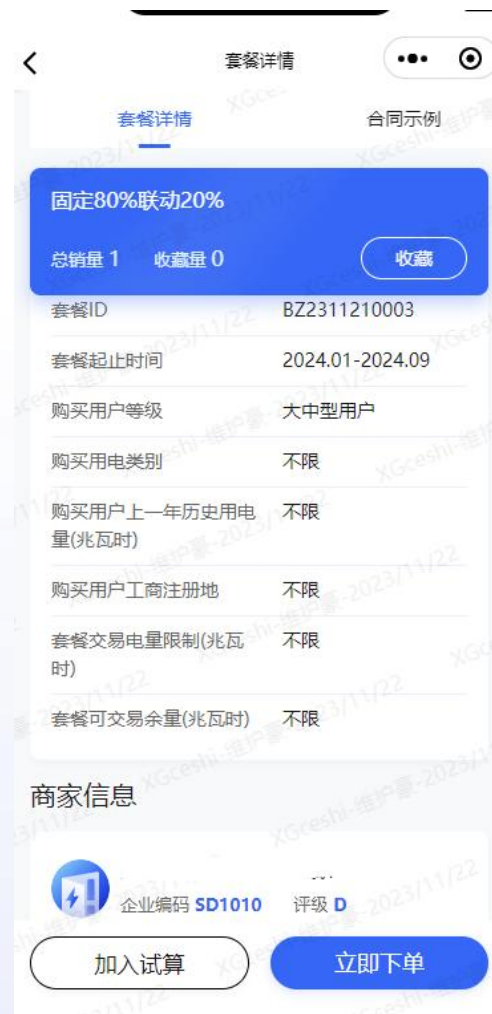 套餐详情
套餐详情
合同示例
固定80%联动20%
总销量 1
收藏量 0
收藏
套餐ID
BZ2311210003
套餐起止时间
2024.01-2024.09
购买用户等级
大中型用户
购买用电类别
不限
购买用户上一年历史用电
量(兆瓦时)
不限
购买用户工商注册地
不限
套餐交易电量限制(兆瓦
时)
不限
套餐可交易余量(兆瓦时)
不限
商家信息
企业编码 SD1010
评级 D
加入试算
立即下单
XGceshi-维护豪-2023/11/22